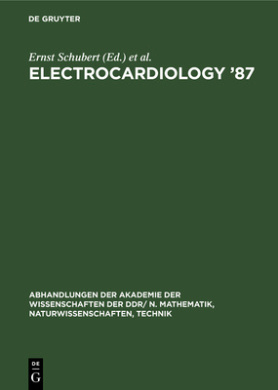 DE GRUYTER
Ernst Schubert (Ed.) et al.
ELECTROCARDIOLOGY ’87
ABHANDLUNGEN DER AKADEMIE DER
WISSENSCHAFTEN DER DDR/ N. MATHEMATIK,
NATURWISSENSCHAFTEN, TECHNIK
DE
G